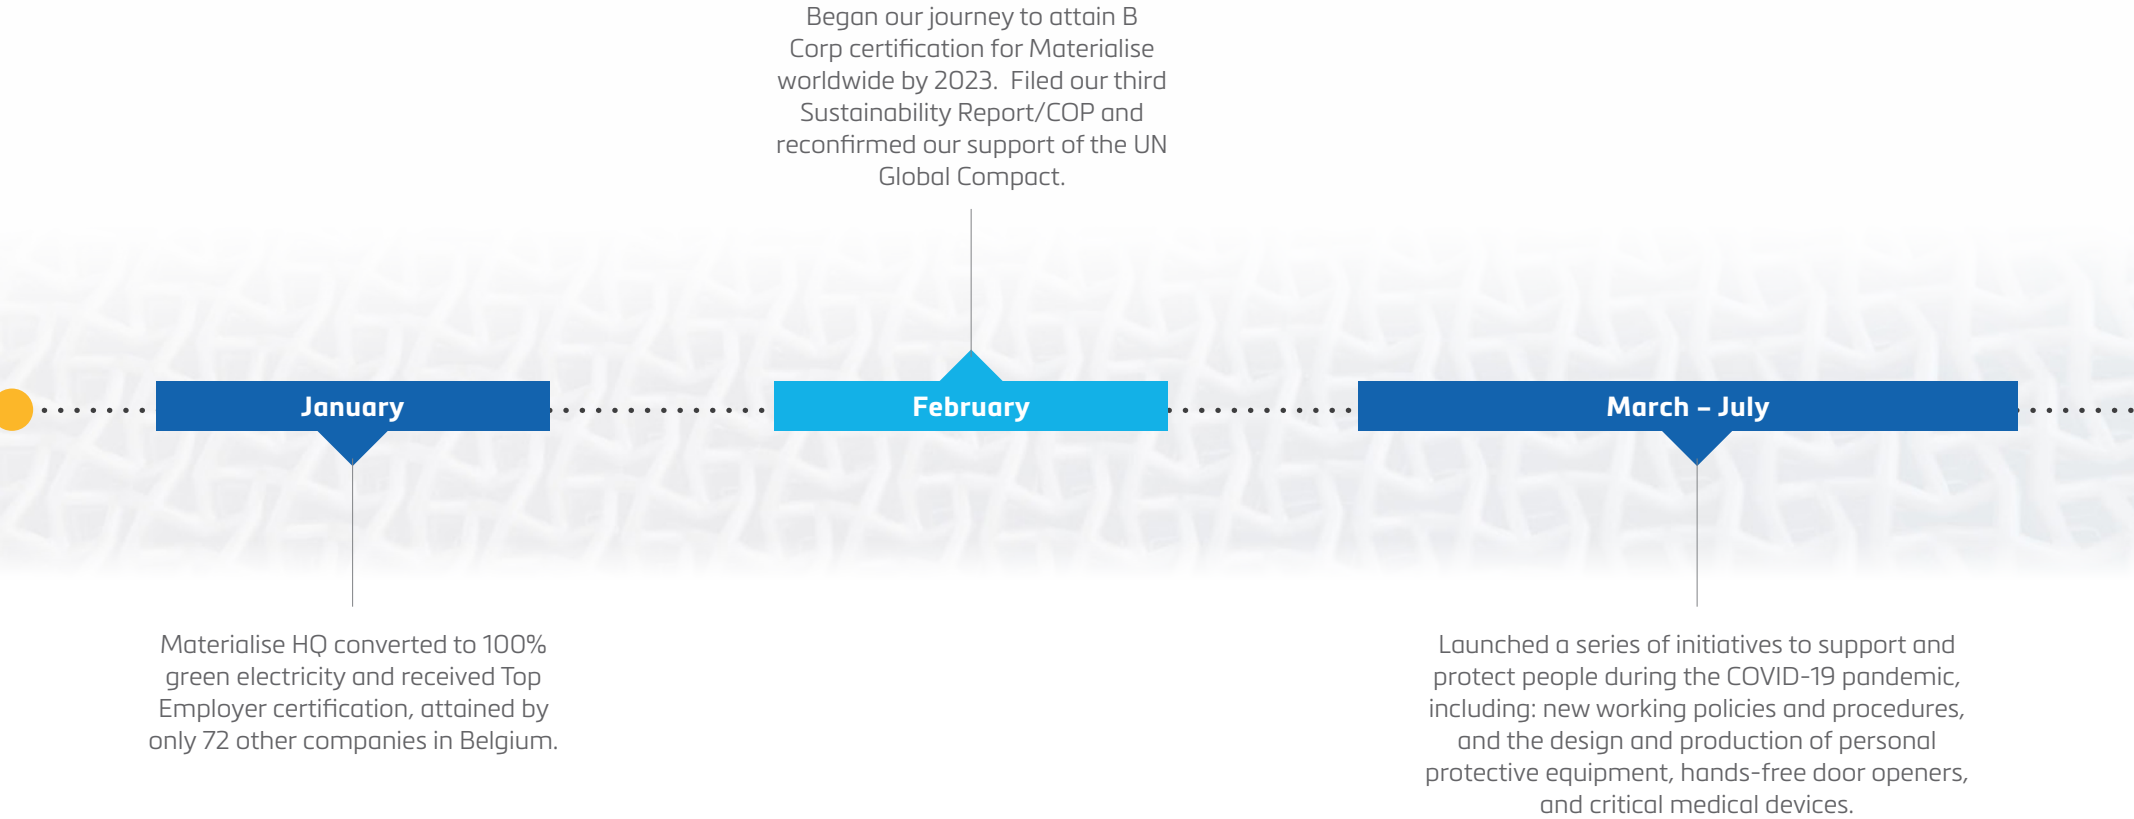 Began our journey to attain B
Corp certification for Materialise
worldwide by 2023.  Filed our third
Sustainability Report/COP and
reconfirmed our support of the UN
Global Compact.
January
February
March – July
Materialise HQ converted to 100%
green electricity and received Top
Employer certification, attained by
only 72 other companies in Belgium.
Launched a series of initiatives to support and
protect people during the COVID-19 pandemic,
including: new working policies and procedures,
and the design and production of personal
protective equipment, hands-free door openers,
and critical medical devices.